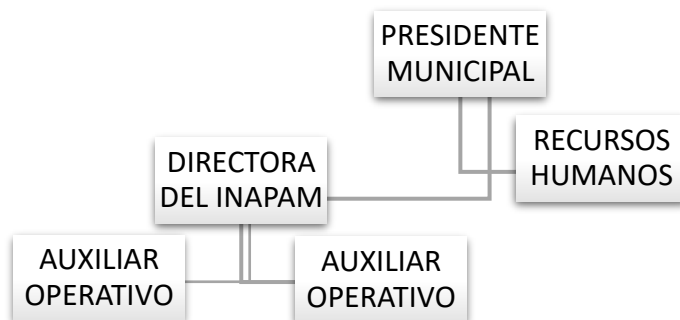 PRESIDENTE
MUNICIPAL
RECURSOS
HUMANOS
DIRECTORA
DEL INAPAM
AUXILIAR
OPERATIVO
AUXILIAR
OPERATIVO